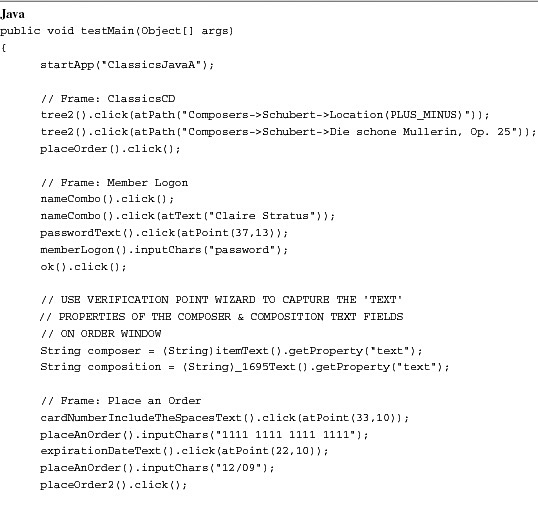 Java
public void testMain(Object[] args)
{
startApp("ClassicsJavaA");
// Frame: ClassicsCD
tree2().click(atPath("Composers->Schubert->Location(PLUS_MINUS)"));
tree2().click(atPath("Composers->Schubert->Die schone Mullerin, Op. 25"));
placeOrder().click();
// Frame: Member Logon
nameCombo().click();
nameCombo().click(atText("Claire Stratus"));
passwordText().click(atPoint(37,13));
memberLogon().inputChars("password");
ok().click();
// USE VERIFICATION POINT WIZARD TO CAPTURE THE 'TEXT'
// PROPERTIES OF THE COMPOSER & COMPOSITION TEXT FIELDS
// ON ORDER WINDOW
String composer = (String)itemText().getProperty("text");
String composition = (String)_1695Text().getProperty("text");
// Frame: Place an Order
cardNumberIncludeTheSpacesText().click(atPoint(33,10));
placeAnOrder().inputChars("1111 1111 1111 1111");
expirationDateText().click(atPoint(22,10));
placeAnOrder().inputChars("12/09");
placeOrder2().click();